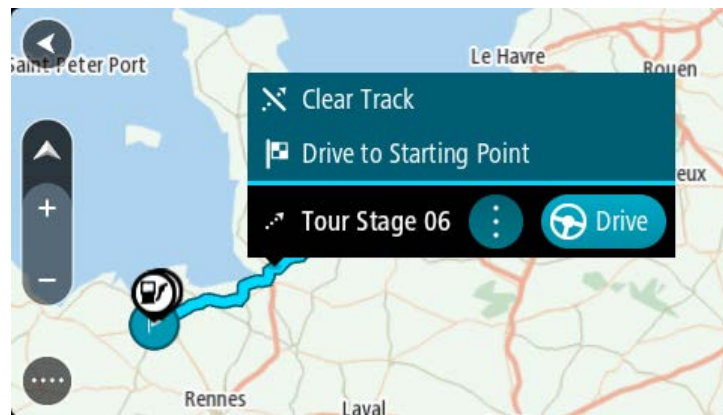 Saint Peter Port
Le Havre
Rouen
Clear Track
Drive to Starting Point
eux
Tour Stage 06
Drive
Rennes
Laval